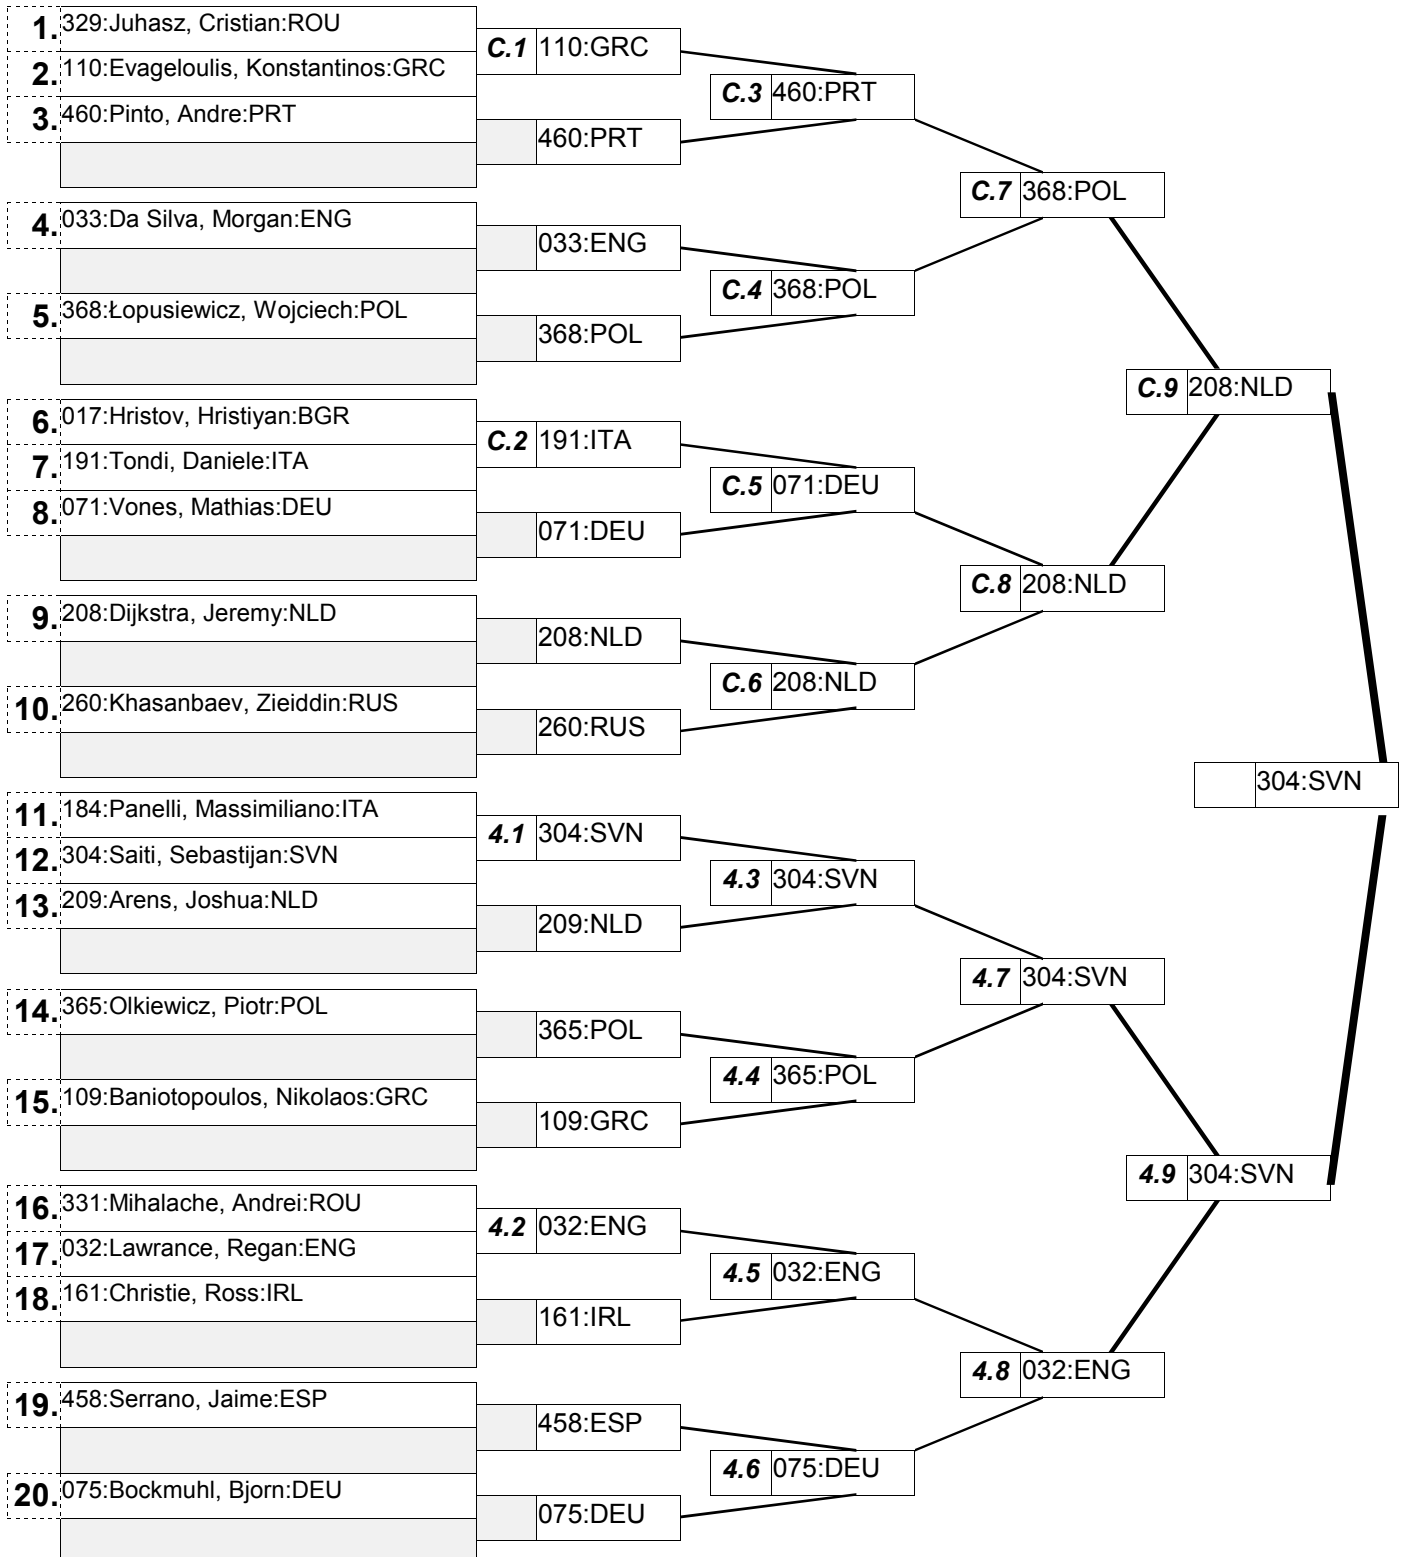 1. 329:Juhasz, Cristian:ROU
C.1 110:GRC
2. 110:Evageloulis, Konstantinos:GRC
C.3 460:PRT
3. 460:Pinto, Andre:PRT
460:PRT
C.7 368:POL
4. 033:Da Silva, Morgan:ENG
033:ENG
C.4 368:POL
5. 368:Łopusiewicz, Wojciech:POL
368:POL
C.9 208:NLD
6. 017:Hristov, Hristiyan:BGR
C.2 191:ITA
7. 191:Tondi, Daniele:ITA
C.5 071:DEU
8. 071:Vones, Mathias:DEU
071:DEU
C.8 208:NLD
9. 208:Dijkstra, Jeremy:NLD
208:NLD
C.6 208:NLD
10. 260:Khasanbaev, Zieiddin:RUS
260:RUS
304:SVN
11. 184:Panelli, Massimiliano:ITA
4.1 304:SVN
12. 304:Saiti, Sebastijan:SVN
4.3 304:SVN
13. 209:Arens, Joshua:NLD
209:NLD
4.7 304:SVN
14. 365:Olkiewicz, Piotr:POL
365:POL
4.4 365:POL
15. 109:Baniotopoulos, Nikolaos:GRC
109:GRC
4.9 304:SVN
16. 331:Mihalache, Andrei:ROU
4.2 032:ENG
17. 032:Lawrance, Regan:ENG
4.5 032:ENG
18. 161:Christie, Ross:IRL
161:IRL
4.8 032:ENG
19. 458:Serrano, Jaime:ESP
458:ESP
4.6 075:DEU
20. 075:Bockmuhl, Bjorn:DEU
075:DEU